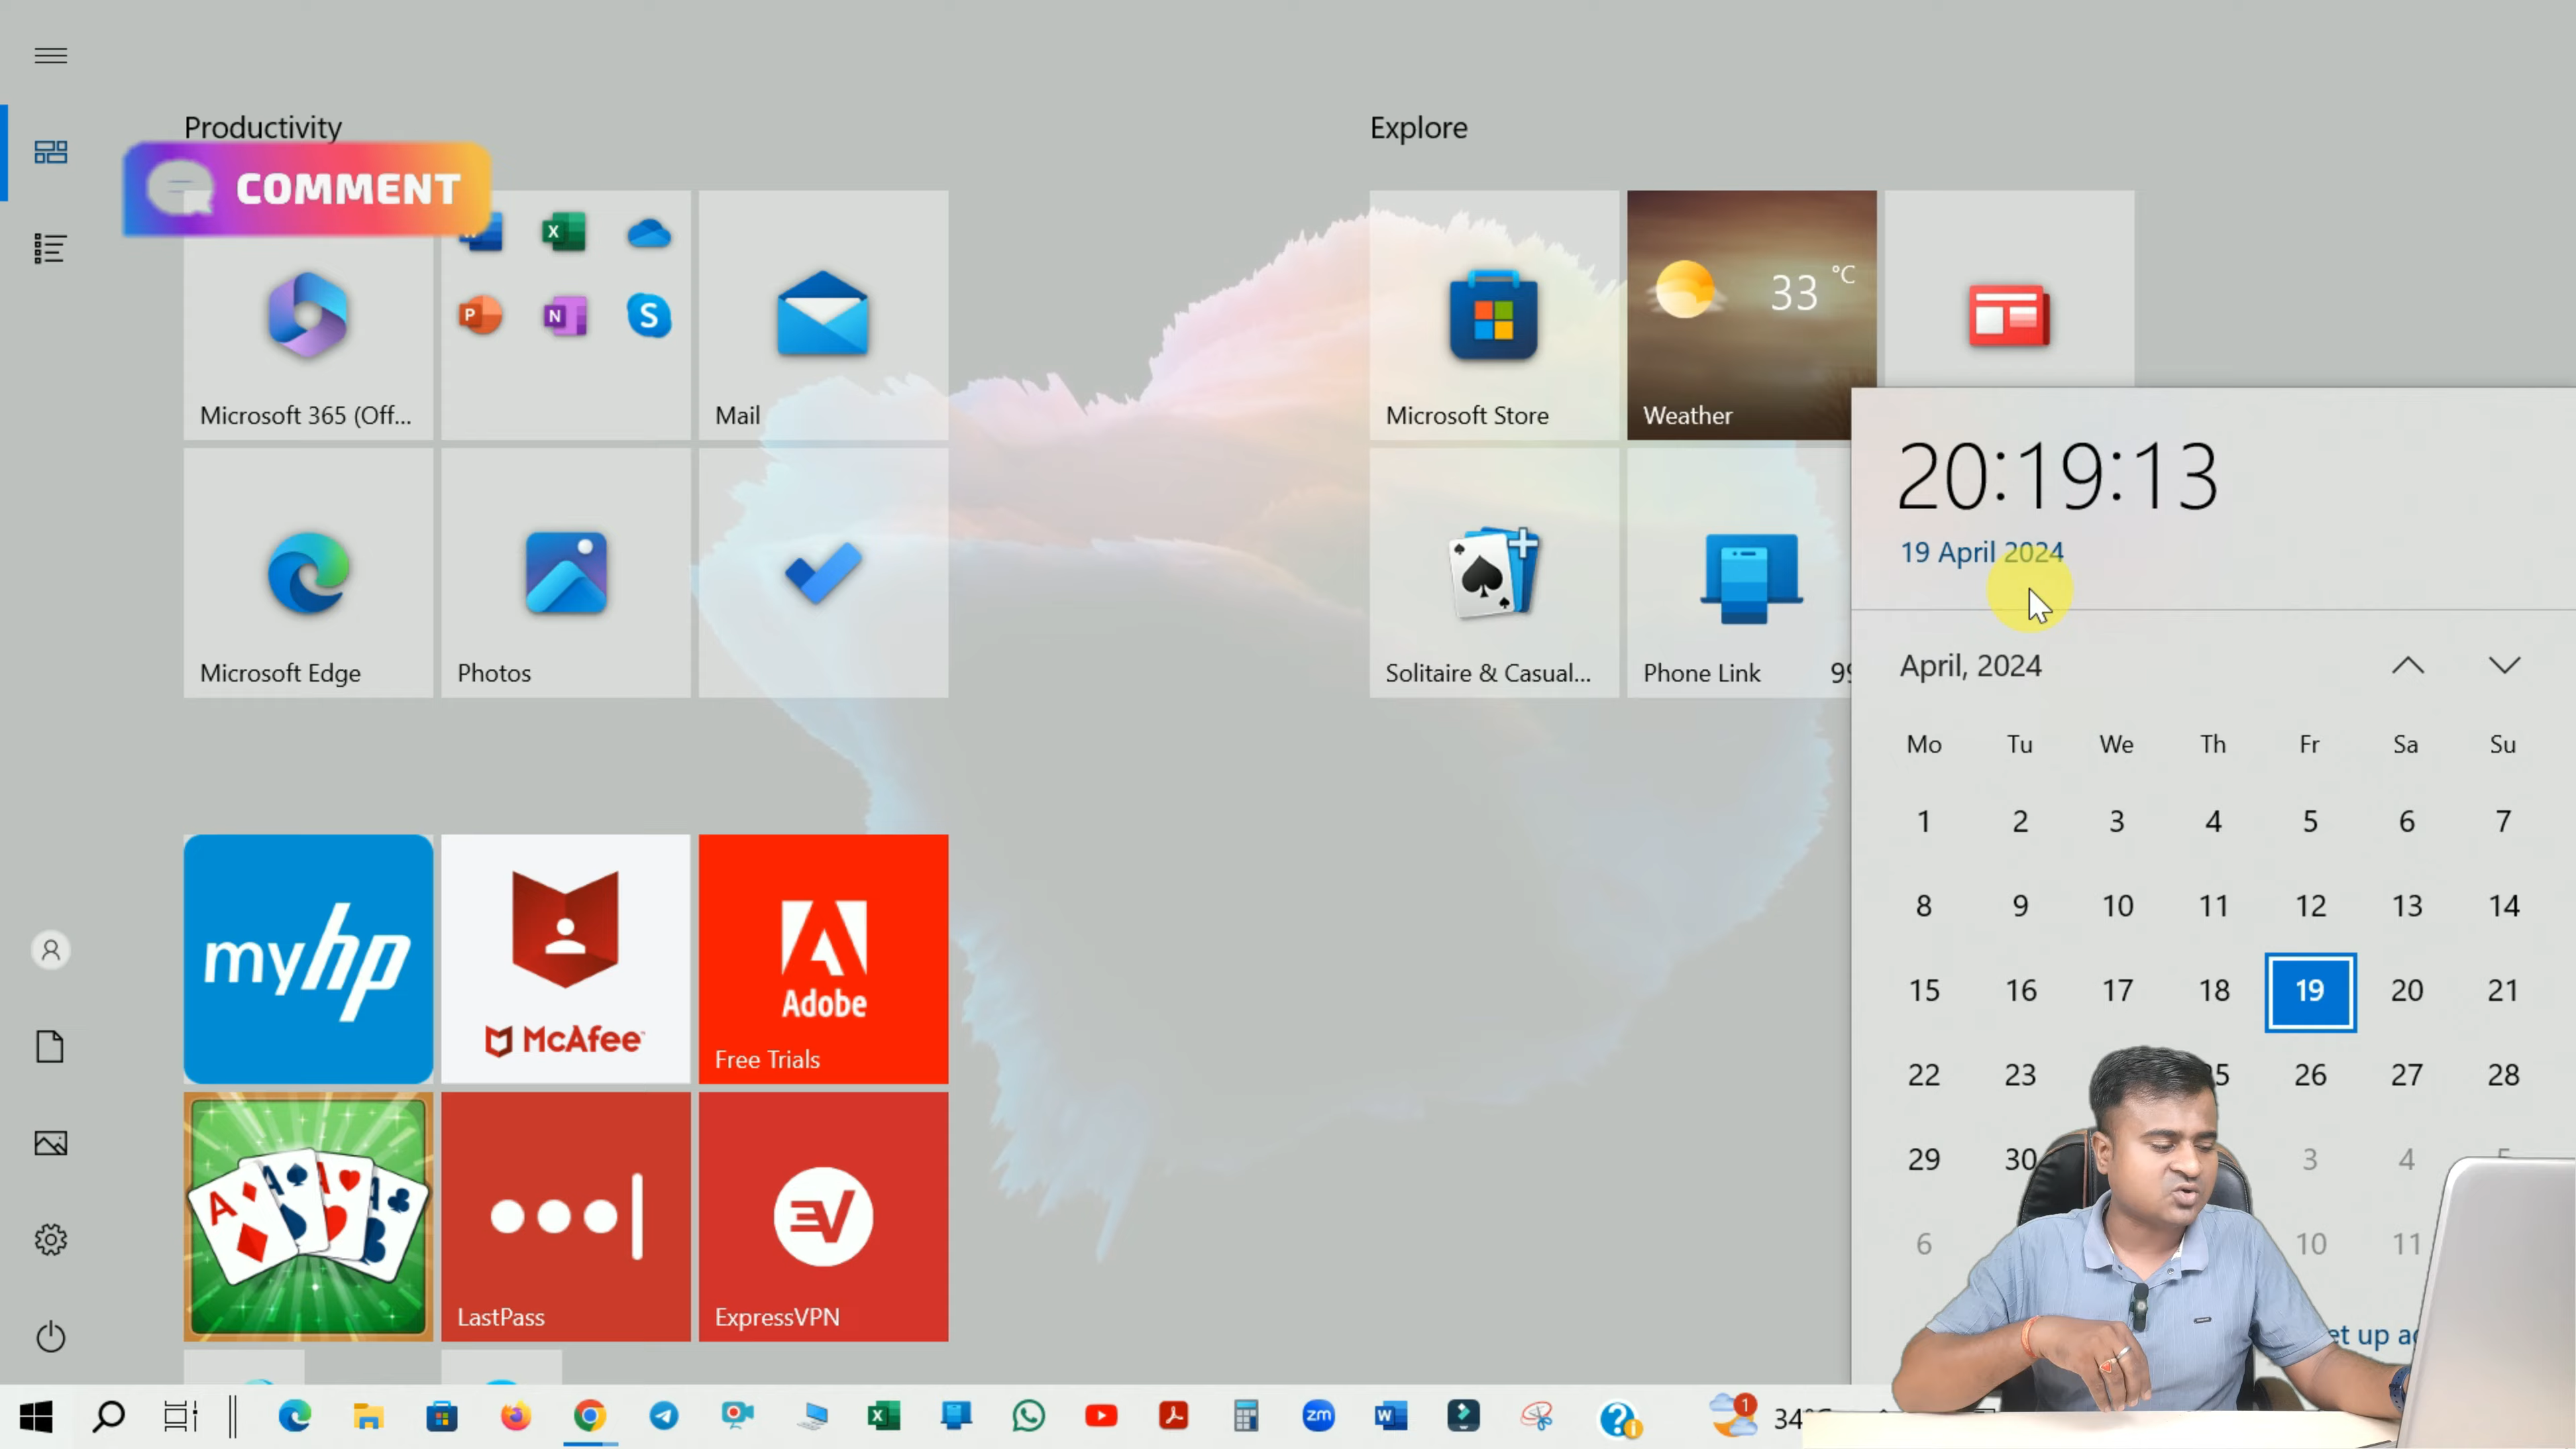 Productivity
COMMENT
Microsoft 365 (Off...
Mail
Microsoft Edge
Photos
Explore
33 °C
Microsoft Store
Weather
Solitaire & Casual...
Phone Link
20:19:13
19 April 2024
April, 2024
Mo Tu We Th Fr Sa Su
1 2 3 4 5 6 7
8 9 10 11 12 13 14
15 16 17 18 19 20 21
22 23 26 27 28
29 30 3 4
6 10 11
myhp
McAfee
Adobe
Free Trials
LastPass
ExpressVPN
zm
1